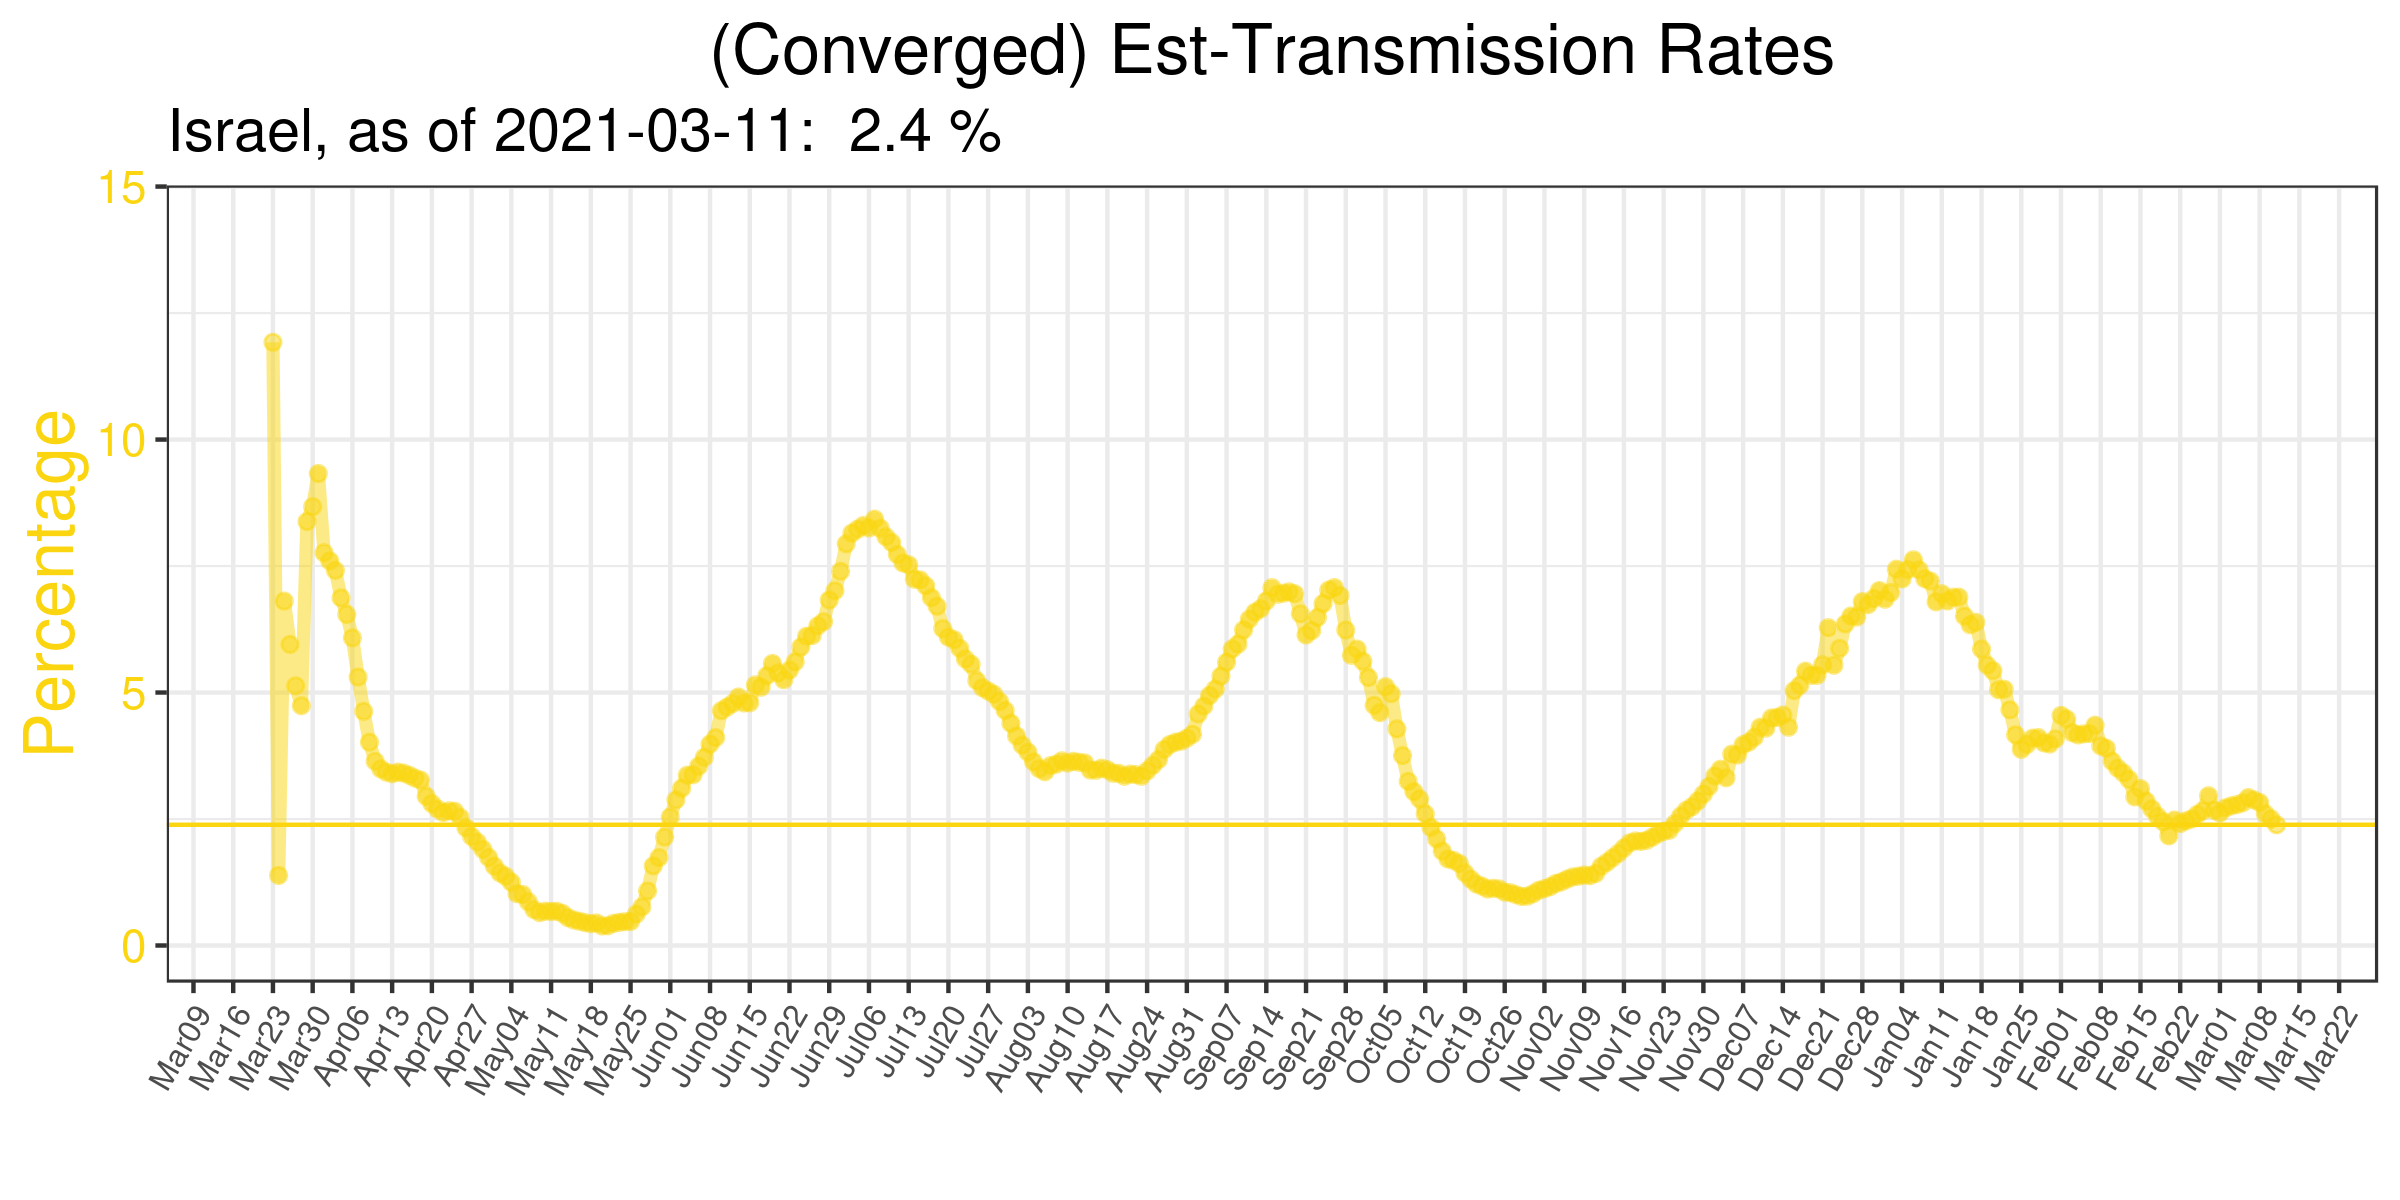 (Converged) Est-Transmission Rates
Israel, as of 2021-03-11:  2.4 %
Percentage
15
10
5
0
Mar09 Mar16 Mar23 Mar30 Apr06 Apr13 Apr20 Apr27 May04 May11 May18 May25 Jun01 Jun08 Jun15 Jun22 Jun29 Jul06 Jul13 Jul20 Jul27 Aug03 Aug10 Aug17 Aug24 Aug31 Sep07 Sep14 Sep21 Sep28 Oct05 Oct12 Oct19 Oct26 Nov02 Nov09 Nov16 Nov23 Nov30 Dec07 Dec14 Dec21 Dec28 Jan04 Jan11 Jan18 Jan25 Feb01 Feb08 Feb15 Feb22 Mar01 Mar08 Mar15 Mar22